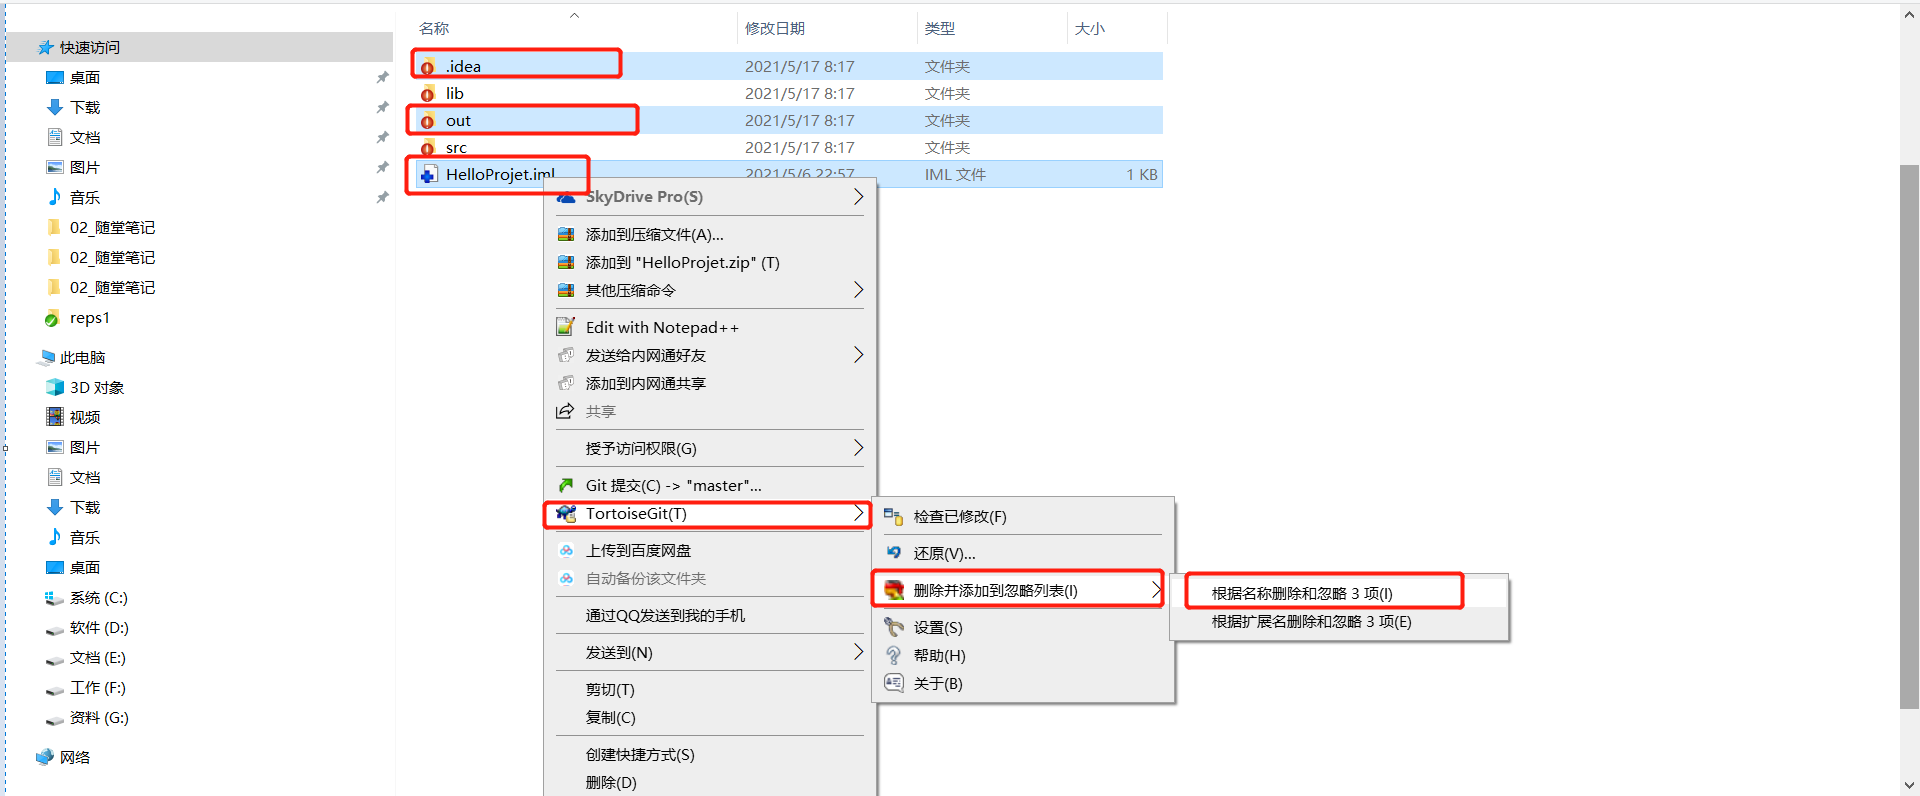 名称 修改日期 类型 大小
快速访问
桌面
下载
文档
图片
音乐
02_随堂笔记
02_随堂笔记
02_随堂笔记
reps1
此电脑
3D 对象
视频
图片
文档
下载
音乐
桌面
系统 (C:)
软件 (D:)
文档 (E:)
工作 (F:)
资料 (G:)
网络
.idea 2021/5/17 8:17 文件夹
lib 2021/5/17 8:17 文件夹
out 2021/5/17 8:17 文件夹
src 2021/5/17 8:17 文件夹
HelloProjet.iml 2021/5/6 22:57 IML 文件 1 KB
SkyDrive Pro(S)
添加到压缩文件(A)...
添加到 "HelloProjet.zip" (T)
其他压缩命令
Edit with Notepad++
发送给内网通好友
添加到内网通共享
共享
授予访问权限(G)
Git 提交(C) -> "master"...
TortoiseGit(T)
上传到百度网盘
自动备份该文件夹
通过QQ发送到我的手机
发送到(N)
剪切(T)
复制(C)
创建快捷方式(S)
删除(D)
检查已修改(F)
还原(V)...
删除并添加到忽略列表(I)
设置(S)
帮助(H)
关于(B)
根据名称删除和忽略 3 项(I)
根据扩展名删除和忽略 3 项(E)